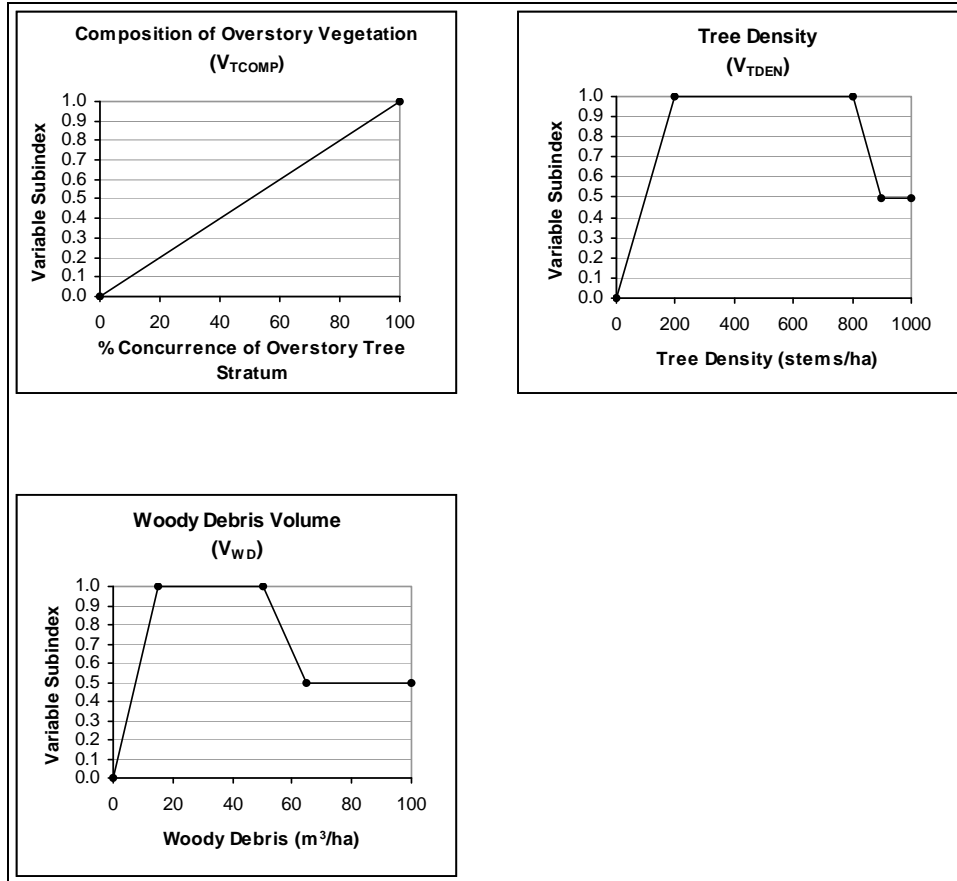 Composition of Overstory Vegetation
(VTCOMP)
1.0
0.9
0.8
0.7
0.6
0.5
0.4
0.3
0.2
0.1
0.0
Variable Subindex
0 20 40 60 80 100
% Concurrence of Overstory Tree
Stratum
Tree Density
(VTDEN)
1.0
0.9
0.8
0.7
0.6
0.5
0.4
0.3
0.2
0.1
0.0
Variable Subindex
0 200 400 600 800 1000
Tree Density (stems/ha)
Woody Debris Volume
(VWD)
1.0
0.9
0.8
0.7
0.6
0.5
0.4
0.3
0.2
0.1
0.0
Variable Subindex
0 20 40 60 80 100
Woody Debris (m³/ha)